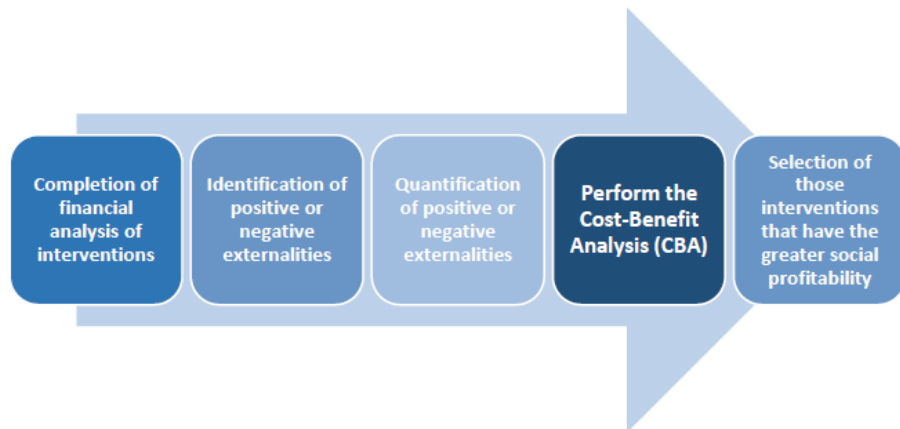 Completion of
financial
analysis of
interventions
Identification of
positive or
negative
externalities
Quantification
of positive or
negative
externalities
Perform the
Cost-Benefit
Analysis (CBA)
Selection of
those
interventions
that have the
greater social
profitability